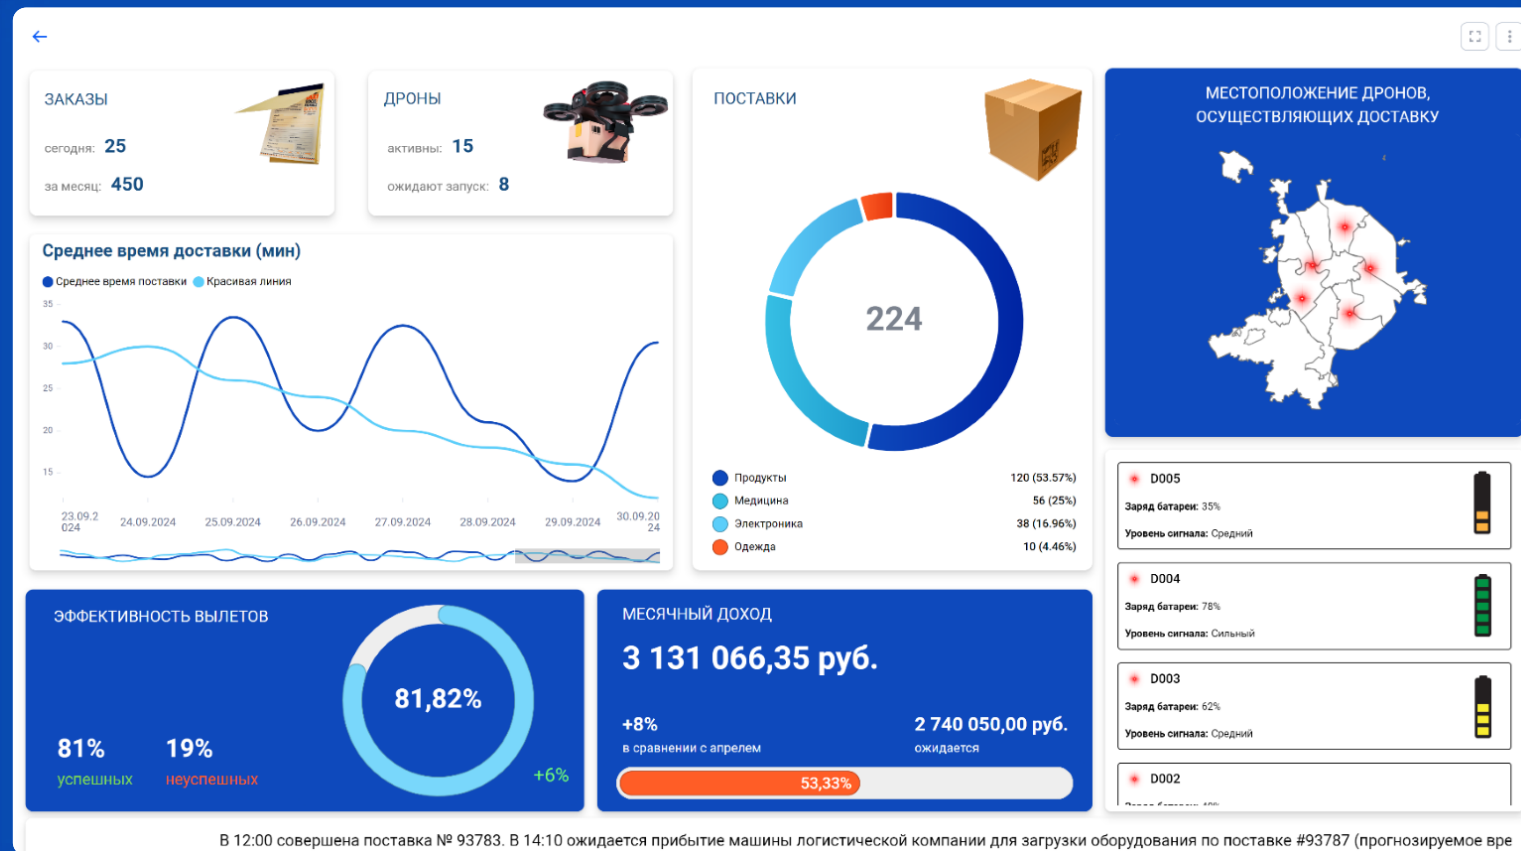 ЗАКАЗЫ
сегодня: 25
за месяц: 450
ДРОНЫ
активны: 15
ожидают запуск: 8
Среднее время доставки (мин)
Среднее время поставки Красивая линия
35
30
25
20
15
23.09.2
024
24.09.2024
25.09.2024
26.09.2024
27.09.2024
28.09.2024
29.09.2024
30.09.20
24
ПОСТАВКИ
224
Продукты 120 (53.57%)
Медицина 56 (25%)
Электроника 38 (16.96%)
Одежда 10 (4.46%)
МЕСТОПОЛОЖЕНИЕ ДРОНОВ,
ОСУЩЕСТВЛЯЮЩИХ ДОСТАВКУ
D005
Заряд батареи: 35%
Уровень сигнала: Средний
D004
Заряд батареи: 78%
Уровень сигнала: Сильный
D003
Заряд батареи: 62%
Уровень сигнала: Средний
D002
ЭФФЕКТИВНОСТЬ ВЫЛЕТОВ
81,82%
81% 19%
успешных неуспешных
+6%
МЕСЯЧНЫЙ ДОХОД
3 131 066,35 руб.
+8% 2 740 050,00 руб.
в сравнении с апрелем ожидается
53,33%
В 12:00 совершена поставка № 93783. В 14:10 ожидается прибытие машины логистической компании для загрузки оборудования по поставке #93787 (прогнозируемое вре